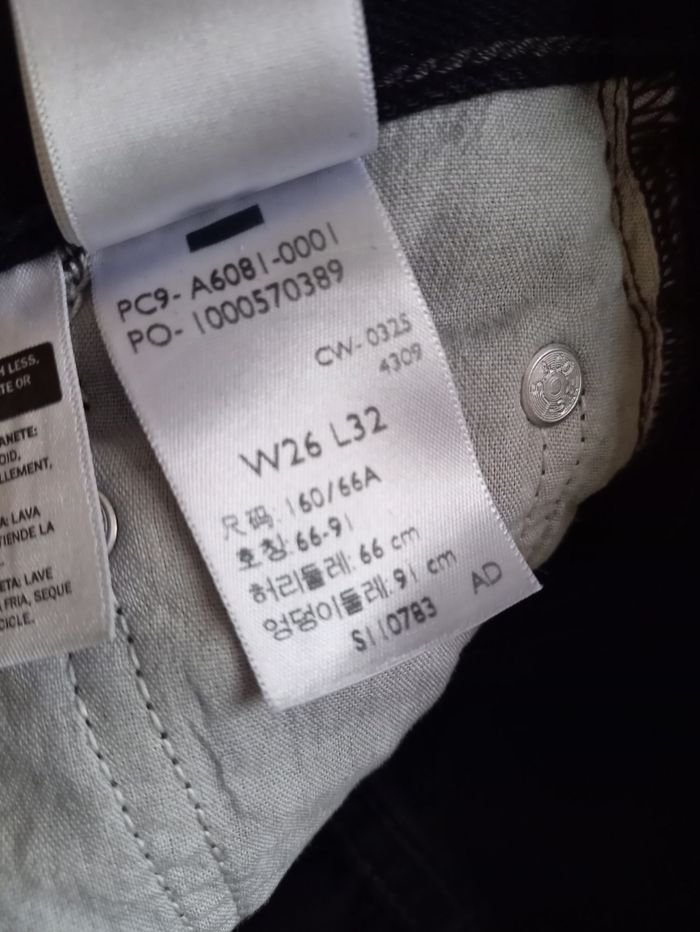 PC9- A6081-0001
PO- 1000570389
CW- 0325
4309
W26 L32
尺码: 160/66A
호칭: 66-91
허리둘레: 66 cm
엉덩이둘레: 91 cm
S110783 AD
H LESS,
TE OR
ANETE:
OID,
LLEMENT,
A: LAVA
TIENDE LA
ETA: LAVE
FRIA, SEQUE
CICLE.